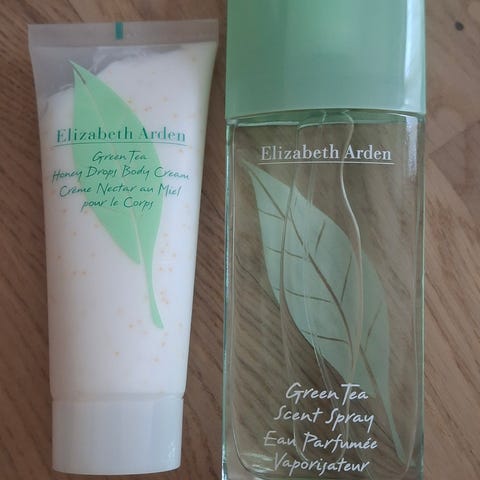 Elizabeth Arden
Green Tea
Honey Drops Body Cream
Crème Nectar au Miel
pour le Corps
Elizabeth Arden
Green Tea
Scent Spray
Eau Parfumée
Vaporisateur